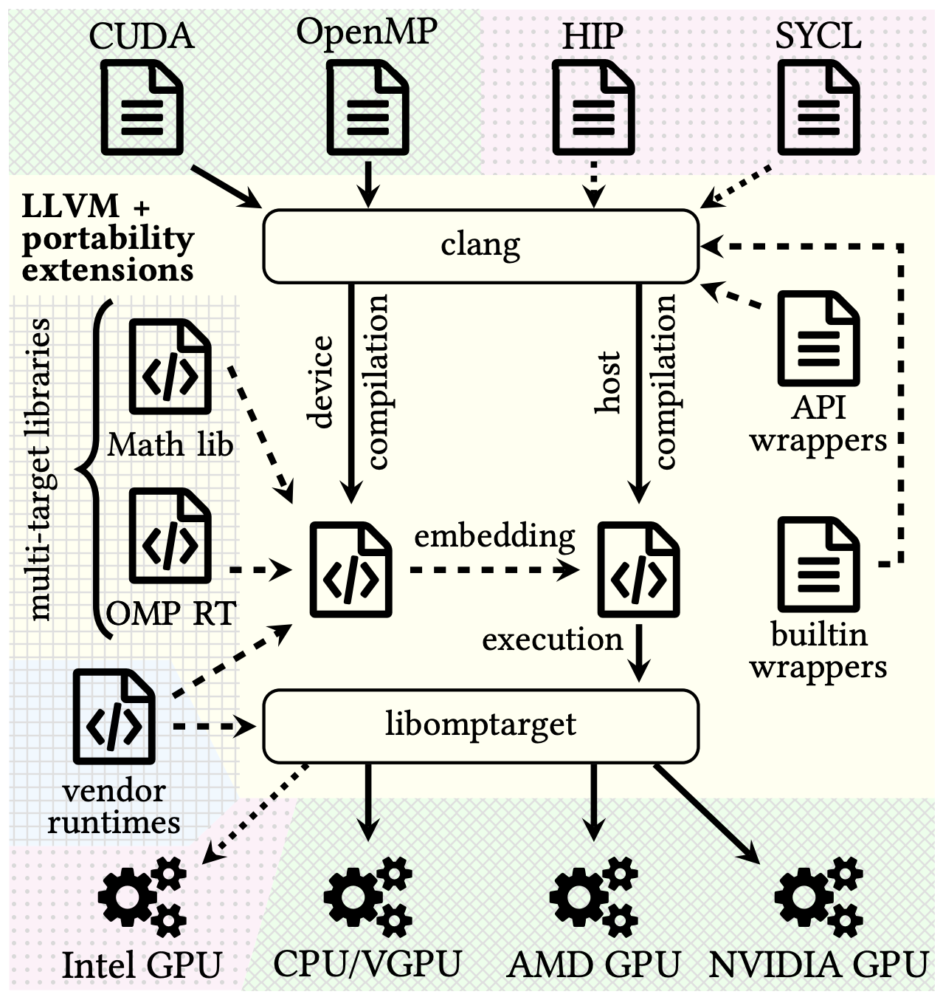 CUDA
OpenMP
HIP
SYCL
LLVM +
portability
extensions
clang
multi-target libraries
Math lib
device
compilation
host
compilation
API
wrappers
OMP RT
embedding
execution
builtin
wrappers
libomptarget
vendor
runtimes
Intel GPU
CPU/VGPU
AMD GPU
NVIDIA GPU